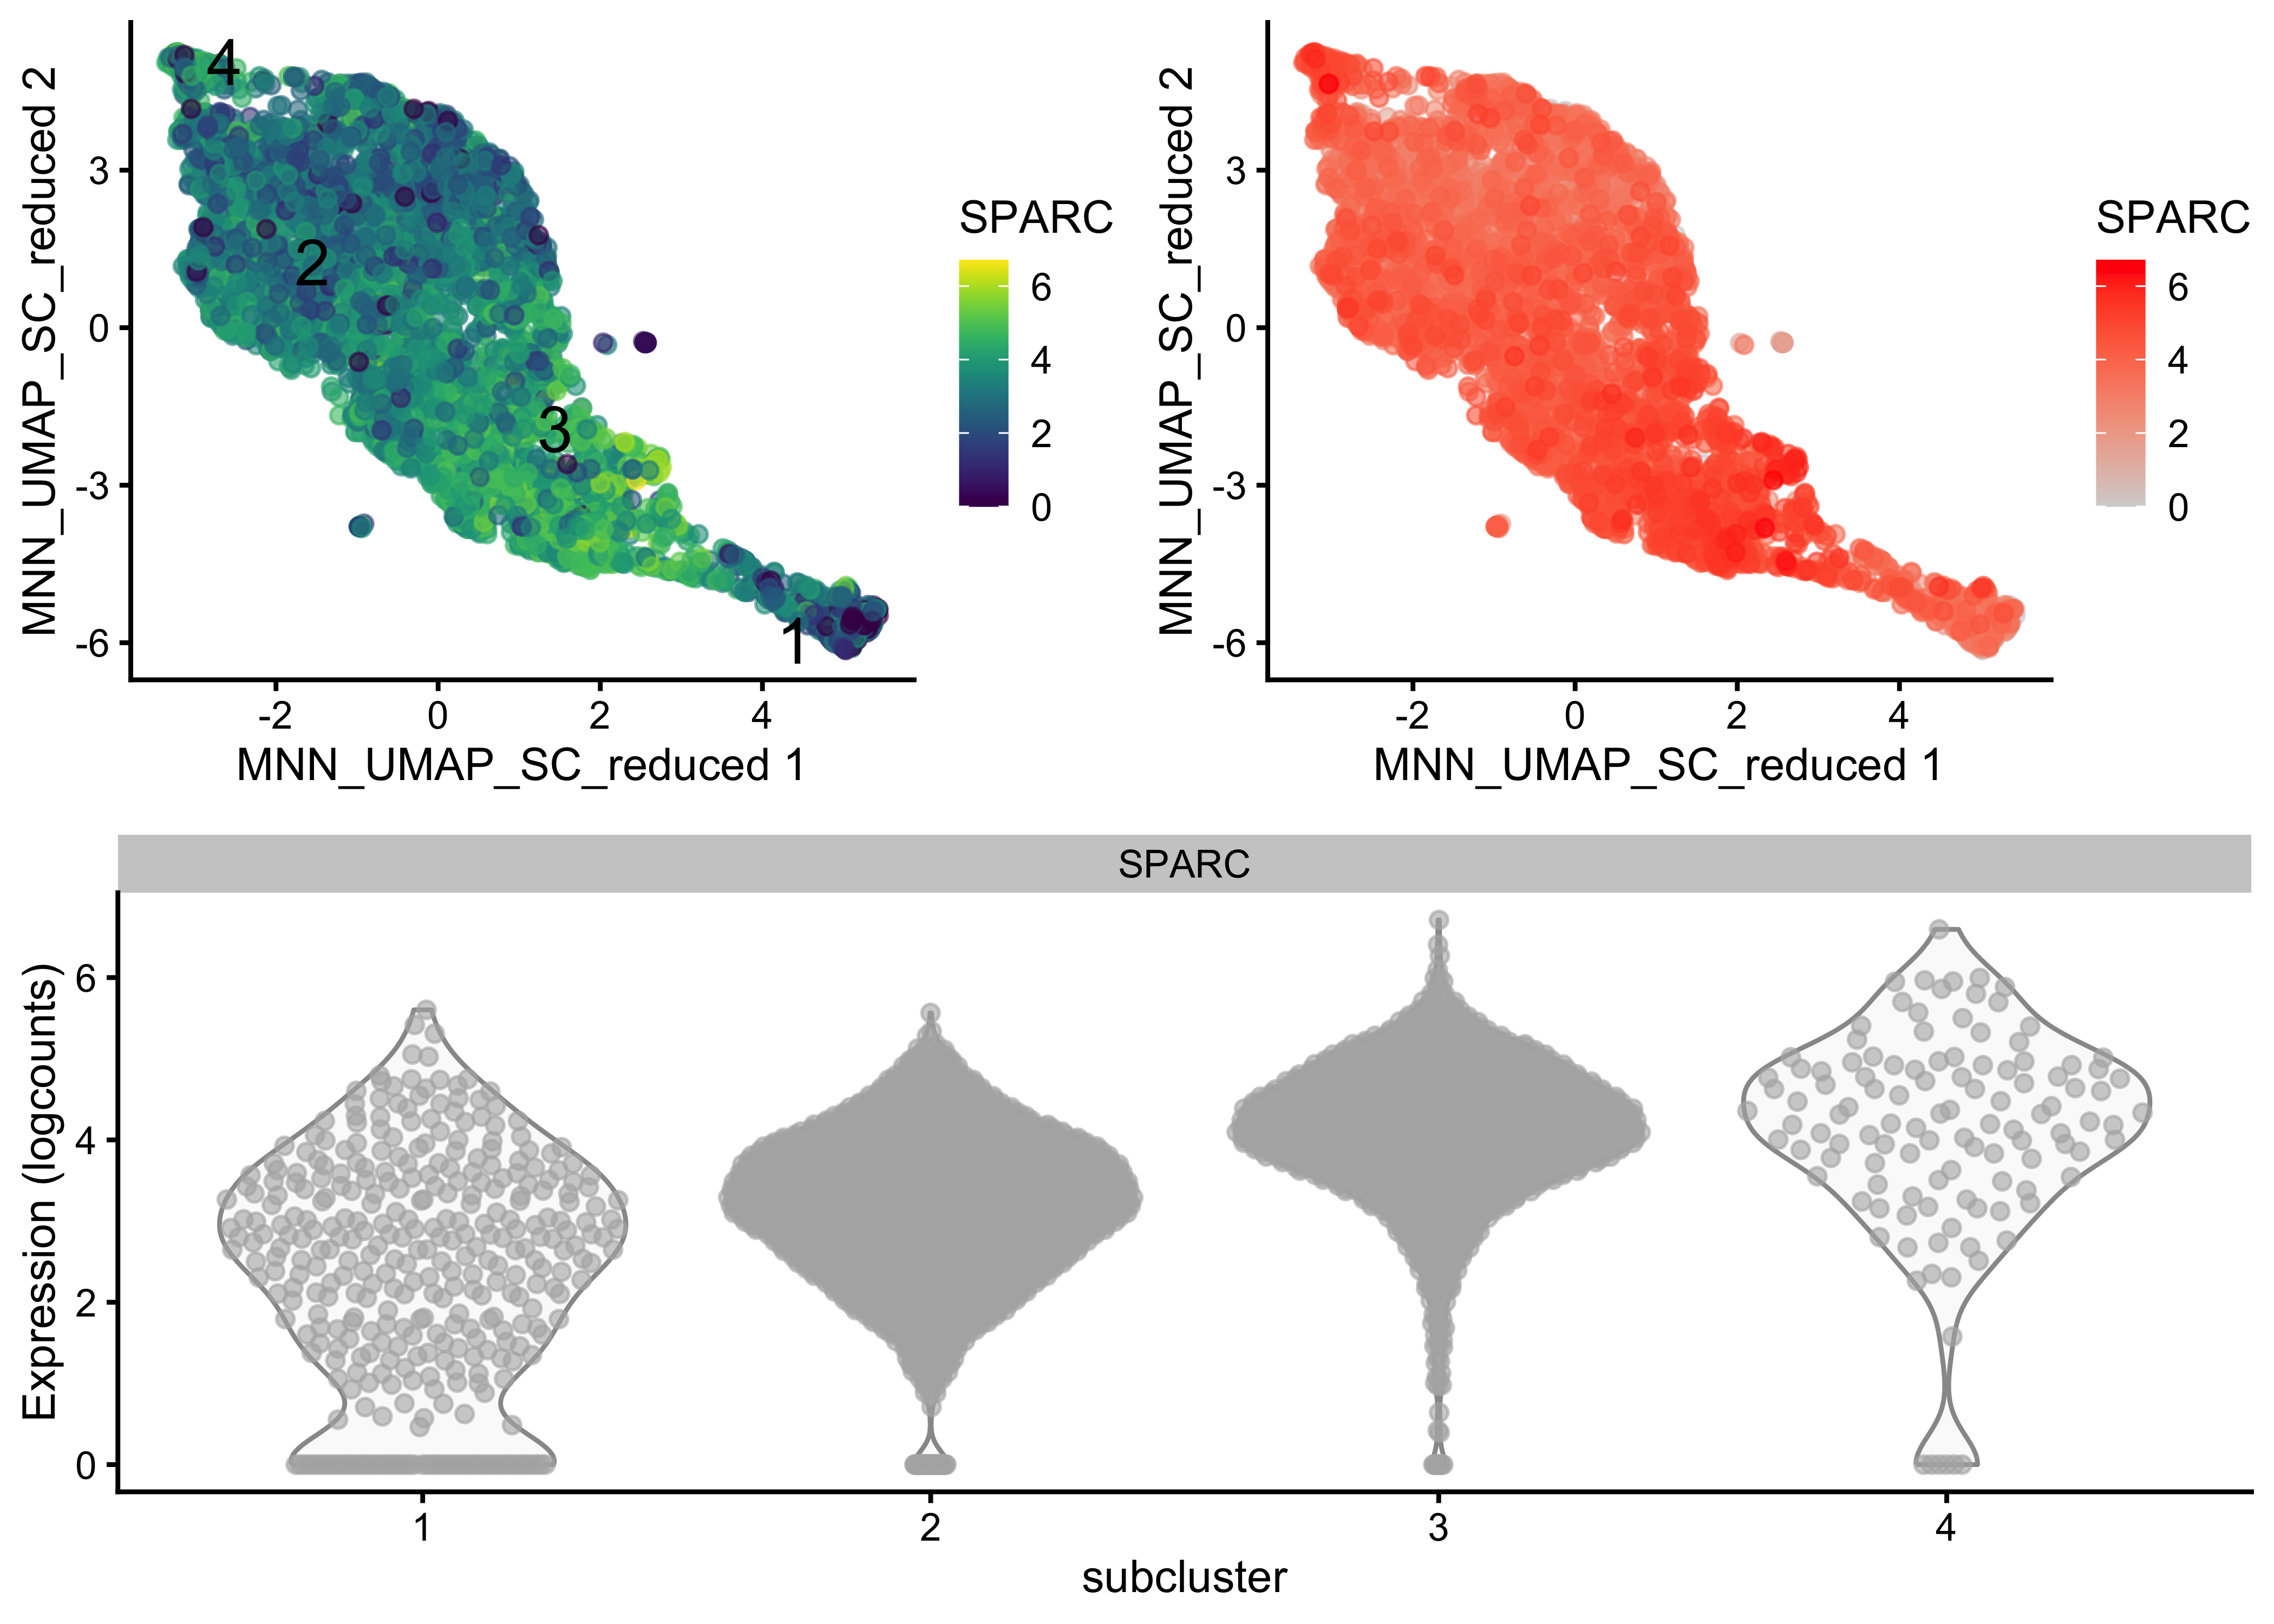 MNN_UMAP_SC_reduced 2
3
0
-3
-6
4
2
3
1
-2 0 2 4
MNN_UMAP_SC_reduced 1
SPARC
6
4
2
0
MNN_UMAP_SC_reduced 2
3
0
-3
-6
-2 0 2 4
MNN_UMAP_SC_reduced 1
SPARC
6
4
2
0
SPARC
Expression (logcounts)
6
4
2
0
1 2 3 4
subcluster